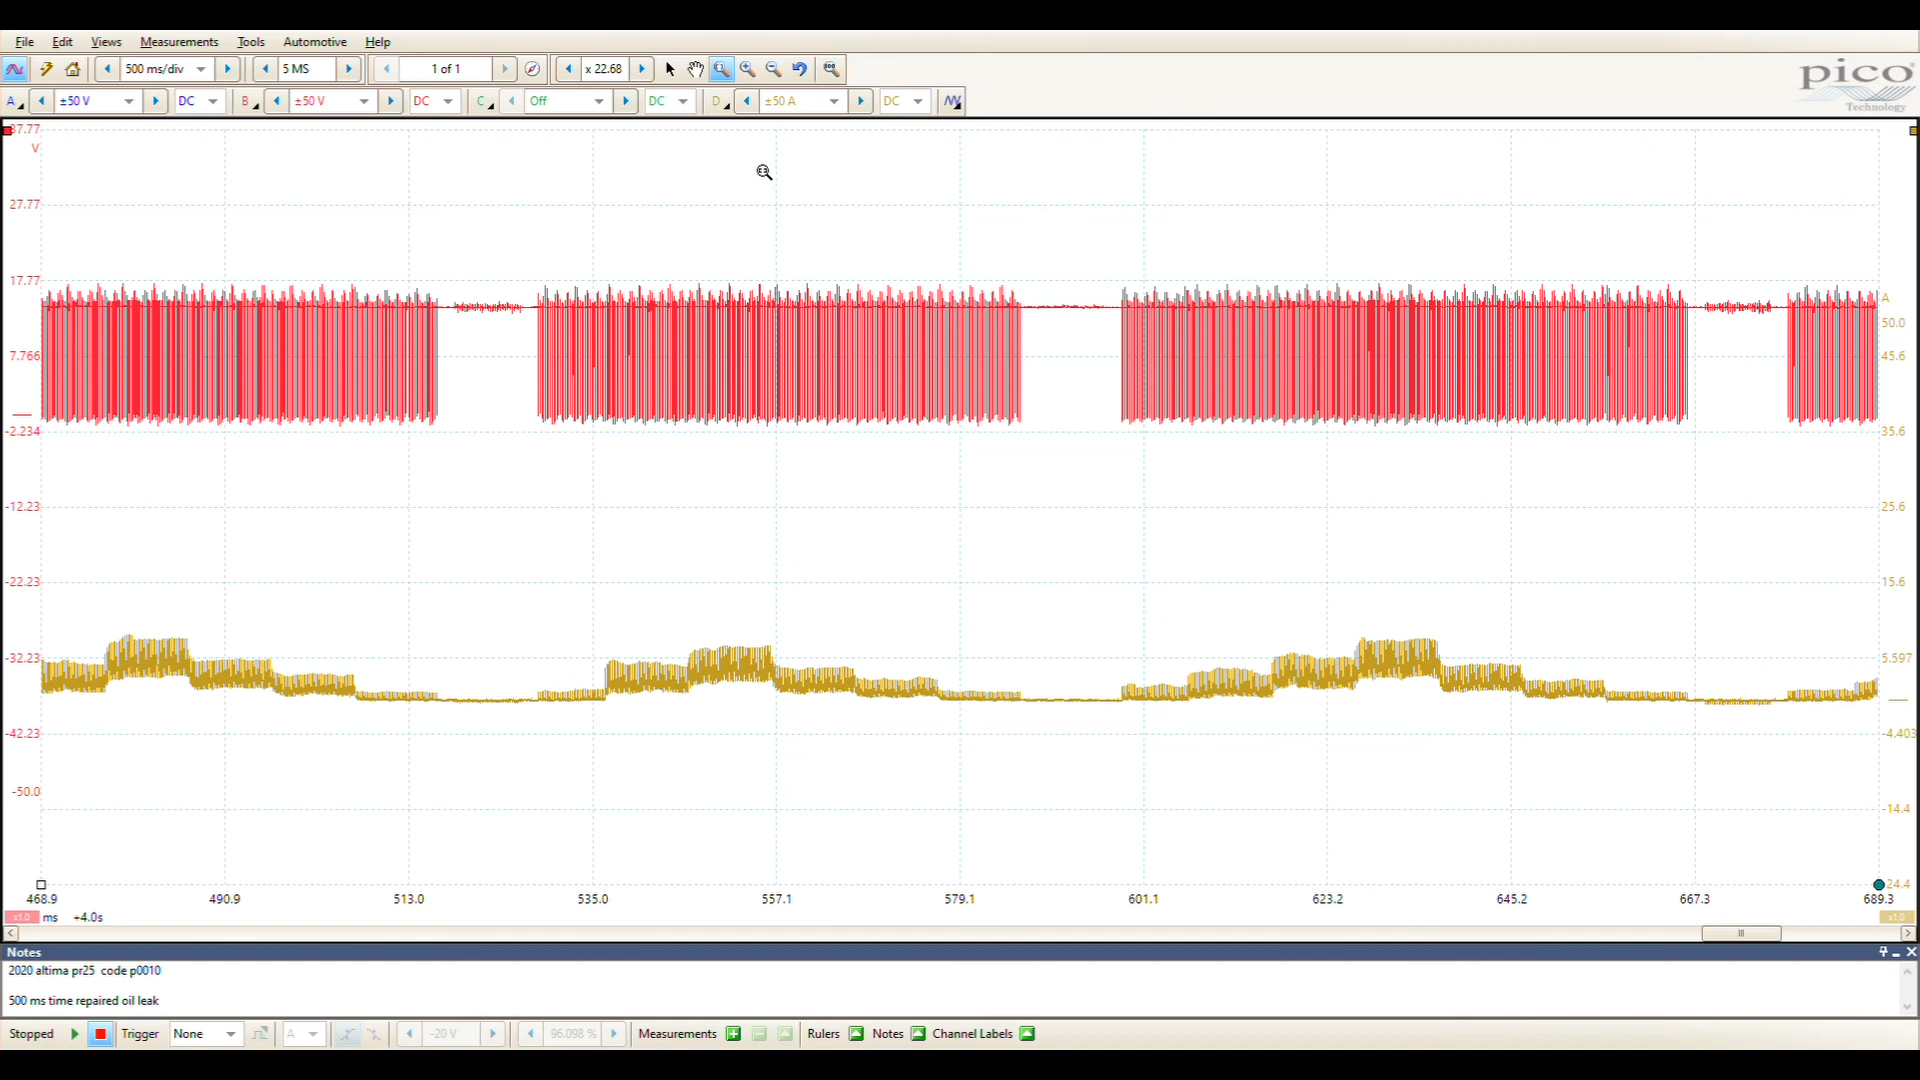 File Edit Views Measurements Tools Automotive Help
500 ms/div 5 MS 1 of 1 x 22.68
pico
Technology
A ±50 V DC B ±50 V DC C Off DC D ±50 A DC
37.77
V
27.77
17.77
7.766
-2.234
-12.23
-22.23
-32.23
-42.23
-50.0
A
50.0
45.6
35.6
25.6
15.6
5.597
-4.403
-14.4
-24.4
468.9 490.9 513.0 535.0 557.1 579.1 601.1 623.2 645.2 667.3 689.3
x1.0 ms +4.0s x1.0
Notes
2020 altima pr25 code p0010
500 ms time repaired oil leak
Stopped Trigger None A -20 V 96.098 % Measurements Rulers Notes Channel Labels